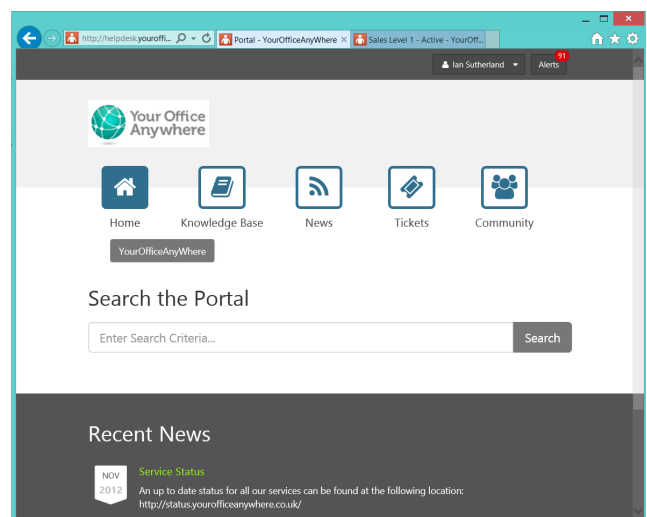 http://helpdesk.youroffi...
Portal - YourOfficeAnyWhere
Sales Level 1 - Active - YourOff...
Ian Sutherland
Alerts
91
Your Office
Anywhere
Home
Knowledge Base
News
Tickets
Community
YourOfficeAnyWhere
Search the Portal
Enter Search Criteria...
Search
Recent News
NOV
2012
Service Status
An up to date status for all our services can be found at the following location:
http://status.yourofficeanywhere.co.uk/